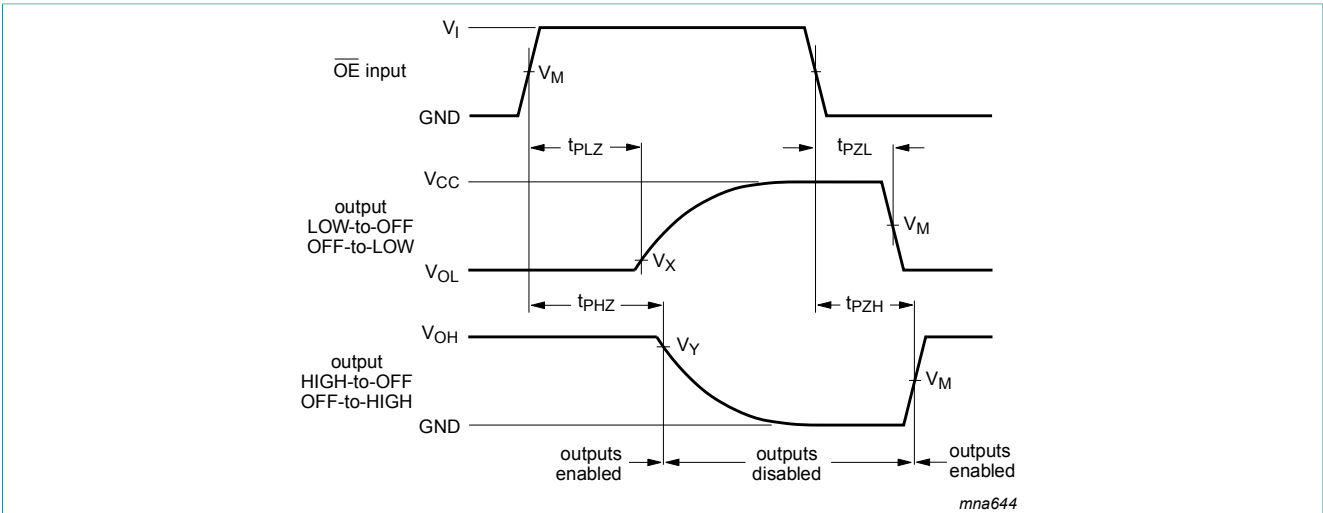 V_I
OE input
V_M
GND
t_PLZ
t_PZL
V_CC
output
LOW-to-OFF
OFF-to-LOW
V_M
V_X
V_OL
t_PHZ
t_PZH
V_OH
V_Y
output
HIGH-to-OFF
OFF-to-HIGH
V_M
GND
outputs
enabled
outputs
disabled
outputs
enabled
mna644